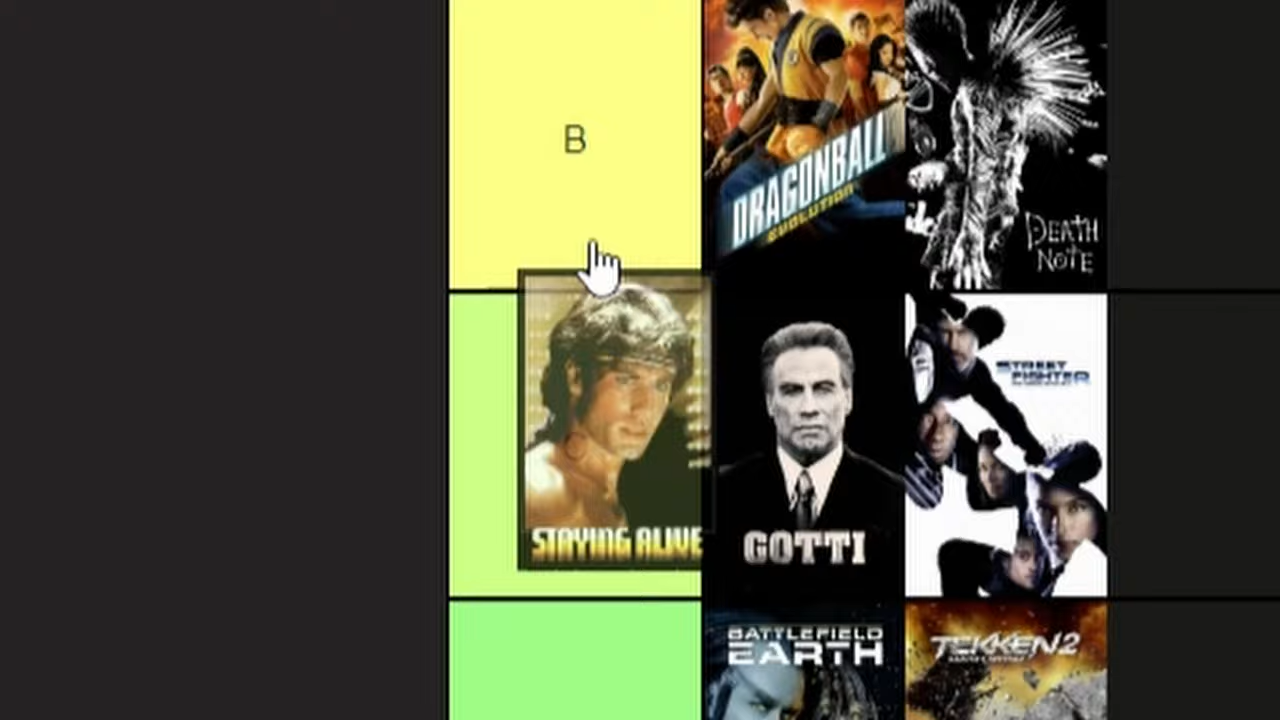 B
DRAGONBALL
EVOLUTION
DEATH
NOTE
STREET
FIGHTER
STAYING ALIVE
GOTTI
BATTLEFIELD
EARTH
TEKKEN 2